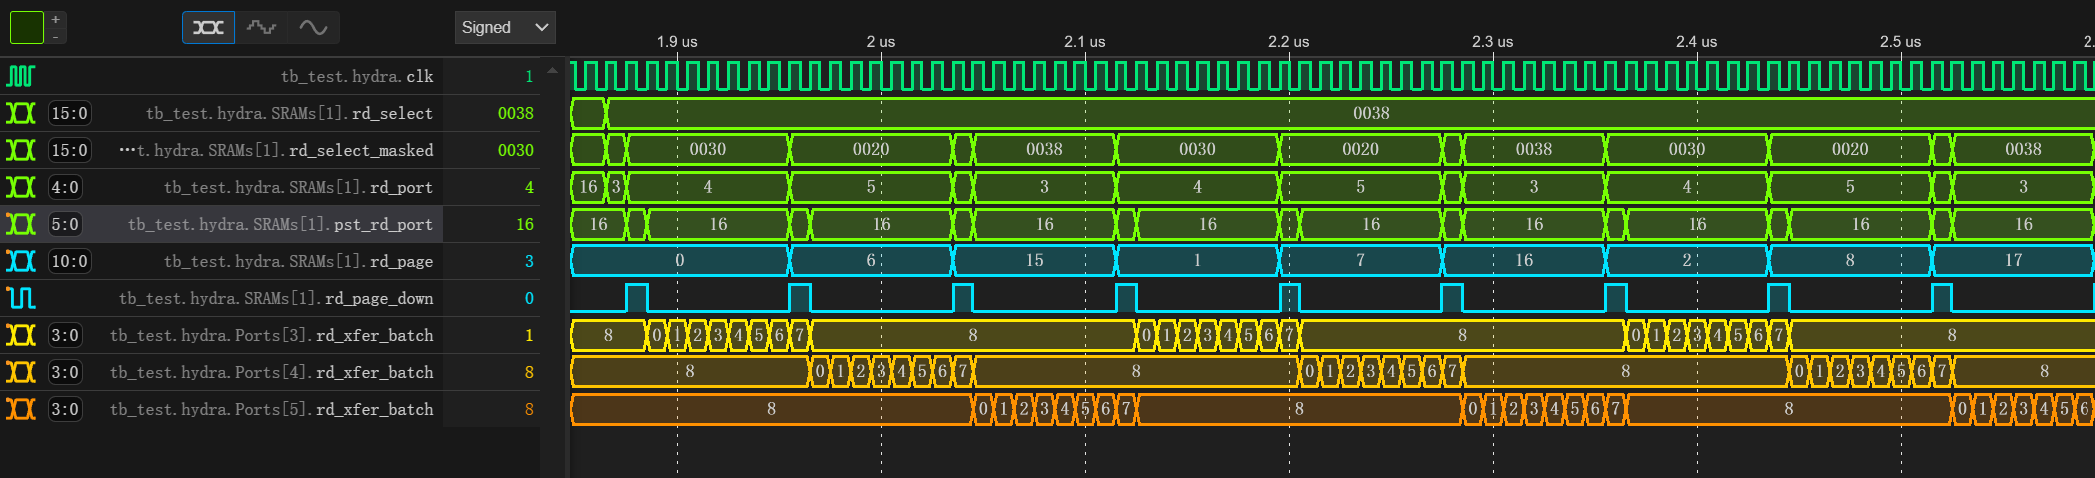 +
-
Signed
1.9 us 2 us 2.1 us 2.2 us 2.3 us 2.4 us 2.5 us 2.
tb_test.hydra.clk 1
15:0 tb_test.hydra.SRAMs[1].rd_select 0038 0038
15:0 ⋯t.hydra.SRAMs[1].rd_select_masked 0030 0030 0020 0038 0030 0020 0038 0030 0020 0038
4:0 tb_test.hydra.SRAMs[1].rd_port 4 16 3 4 5 3 4 5 3 4 5 3
5:0 tb_test.hydra.SRAMs[1].pst_rd_port 16 16 16 16 16 16 16 16 16 16 16
10:0 tb_test.hydra.SRAMs[1].rd_page 3 0 6 15 1 7 16 2 8 17
tb_test.hydra.SRAMs[1].rd_page_down 0
3:0 tb_test.hydra.Ports[3].rd_xfer_batch 1 8 0 1 2 3 4 5 6 7 8 0 1 2 3 4 5 6 7 8 0 1 2 3 4 5 6 7 8
3:0 tb_test.hydra.Ports[4].rd_xfer_batch 8 8 0 1 2 3 4 5 6 7 8 0 1 2 3 4 5 6 7 8 0 1 2 3 4 5 6 7 8
3:0 tb_test.hydra.Ports[5].rd_xfer_batch 8 8 0 1 2 3 4 5 6 7 8 0 1 2 3 4 5 6 7 8 0 1 2 3 4 5 6